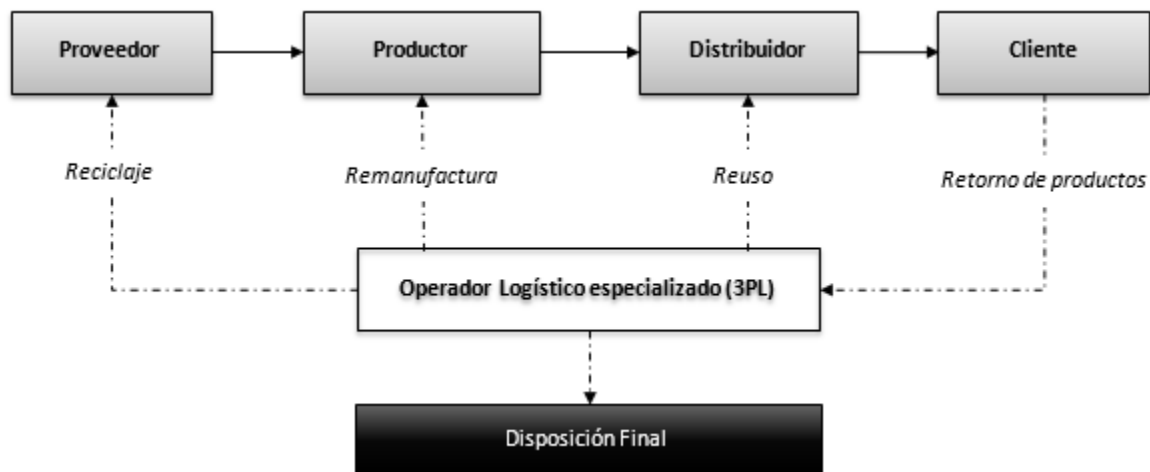 Proveedor
Productor
Distribuidor
Cliente
Reciclaje
Remanufactura
Reuso
Retorno de productos
Operador Logístico especializado (3PL)
Disposición Final